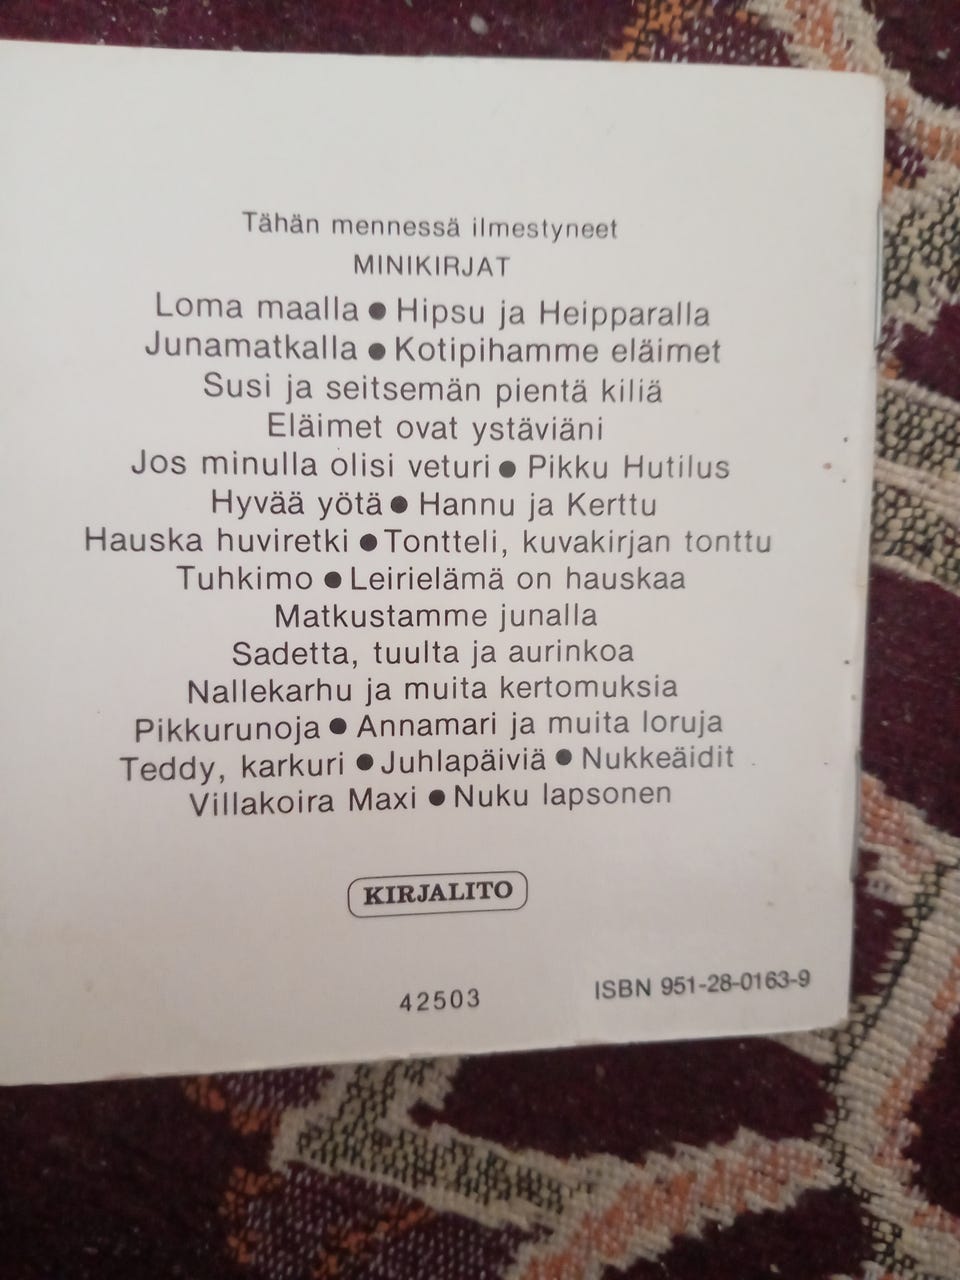 Tähän mennessä ilmestyneet
MINIKIRJAT
Loma maalla ● Hipsu ja Heipparalla
Junamatkalla ● Kotipihamme eläimet
Susi ja seitsemän pientä kiliä
Eläimet ovat ystäviäni
Jos minulla olisi veturi ● Pikku Hutilus
Hyvää yötä ● Hannu ja Kerttu
Hauska huviretki ● Tontteli, kuvakirjan tonttu
Tuhkimo ● Leirielämä on hauskaa
Matkustamme junalla
Sadetta, tuulta ja aurinkoa
Nallekarhu ja muita kertomuksia
Pikkurunoja ● Annamari ja muita loruja
Teddy, karkuri ● Juhlapäiviä ● Nukkeäidit
Villakoira Maxi ● Nuku lapsonen
KIRJALITO
42503
ISBN 951-28-0163-9